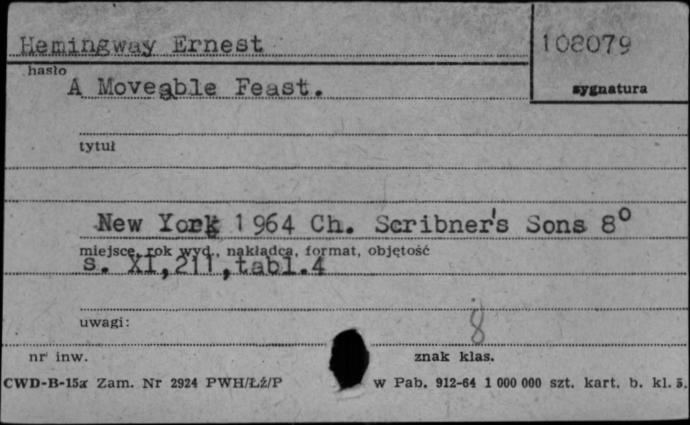 Hemingway Ernest
108079
hasło
sygnatura
A Moveable Feast.
tytuł
New York 1964 Ch. Scribner's Sons 8°
miejsce, rok wyd., nakładca, format, objętość
s. XI,211,tabl.4
uwagi:
8
nr inw.
znak klas.
CWD-B-15a Zam. Nr 2924 PWH/Łź/P
w Pab. 912-64 1 000 000 szt. kart. b. kl. 5.